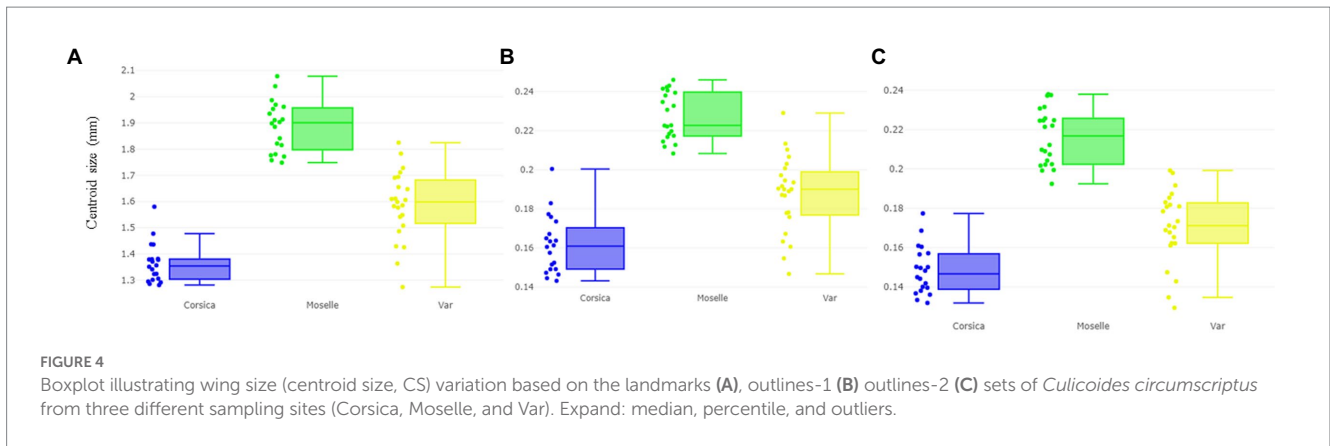 A
B
C
Centroid size (mm)
2.1
2
1.9
1.8
1.7
1.6
1.5
1.4
1.3
Corsica
Moselle
Var
0.24
0.22
0.2
0.18
0.16
0.14
Corsica
Moselle
Var
0.24
0.22
0.2
0.18
0.16
0.14
Corsica
Moselle
Var
FIGURE 4
Boxplot illustrating wing size (centroid size, CS) variation based on the landmarks (A), outlines-1 (B) outlines-2 (C) sets of Culicoides circumscriptus
from three different sampling sites (Corsica, Moselle, and Var). Expand: median, percentile, and outliers.